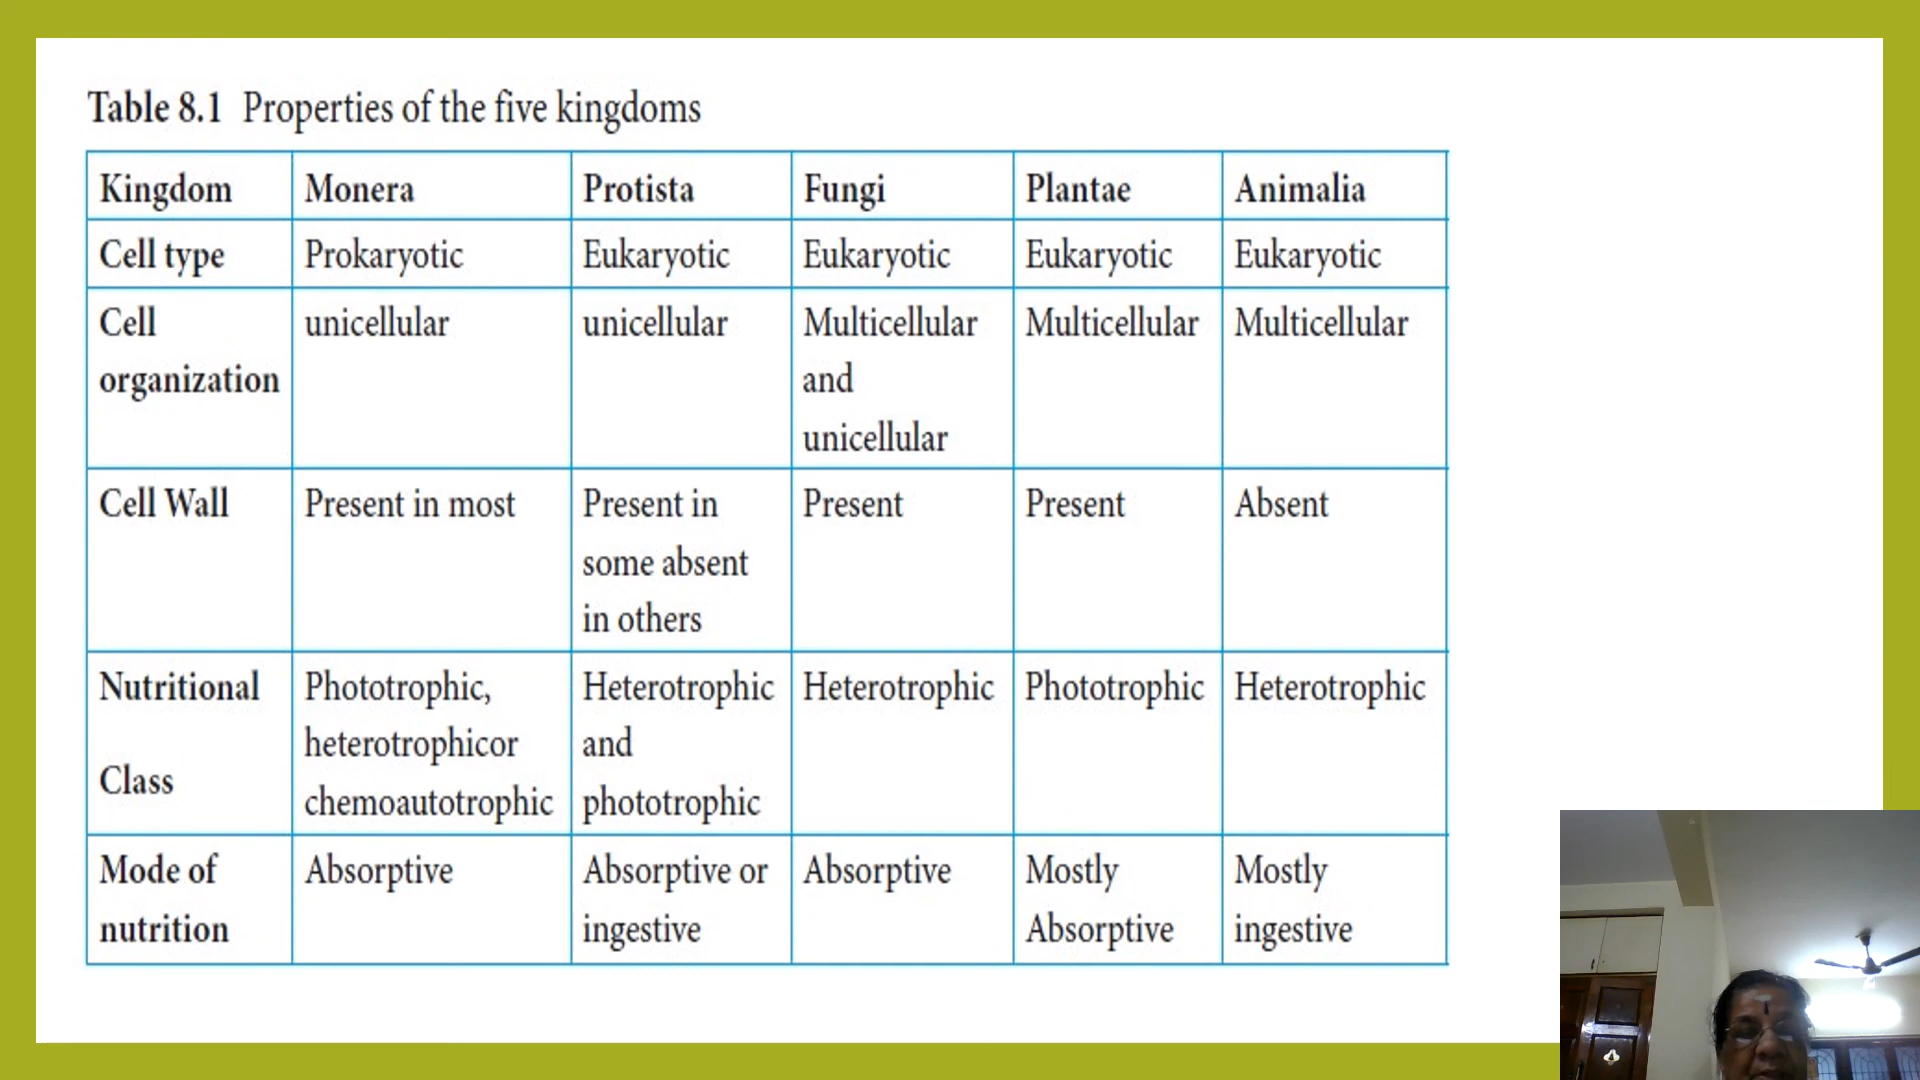 Table 8.1 Properties of the five kingdoms
Kingdom Monera Protista Fungi Plantae Animalia
Cell type Prokaryotic Eukaryotic Eukaryotic Eukaryotic Eukaryotic
Cell organization unicellular unicellular Multicellular and unicellular Multicellular Multicellular
Cell Wall Present in most Present in some absent in others Present Present Absent
Nutritional Class Phototrophic, heterotrophicor chemoautotrophic Heterotrophic and phototrophic Heterotrophic Phototrophic Heterotrophic
Mode of nutrition Absorptive Absorptive or ingestive Absorptive Mostly Absorptive Mostly ingestive